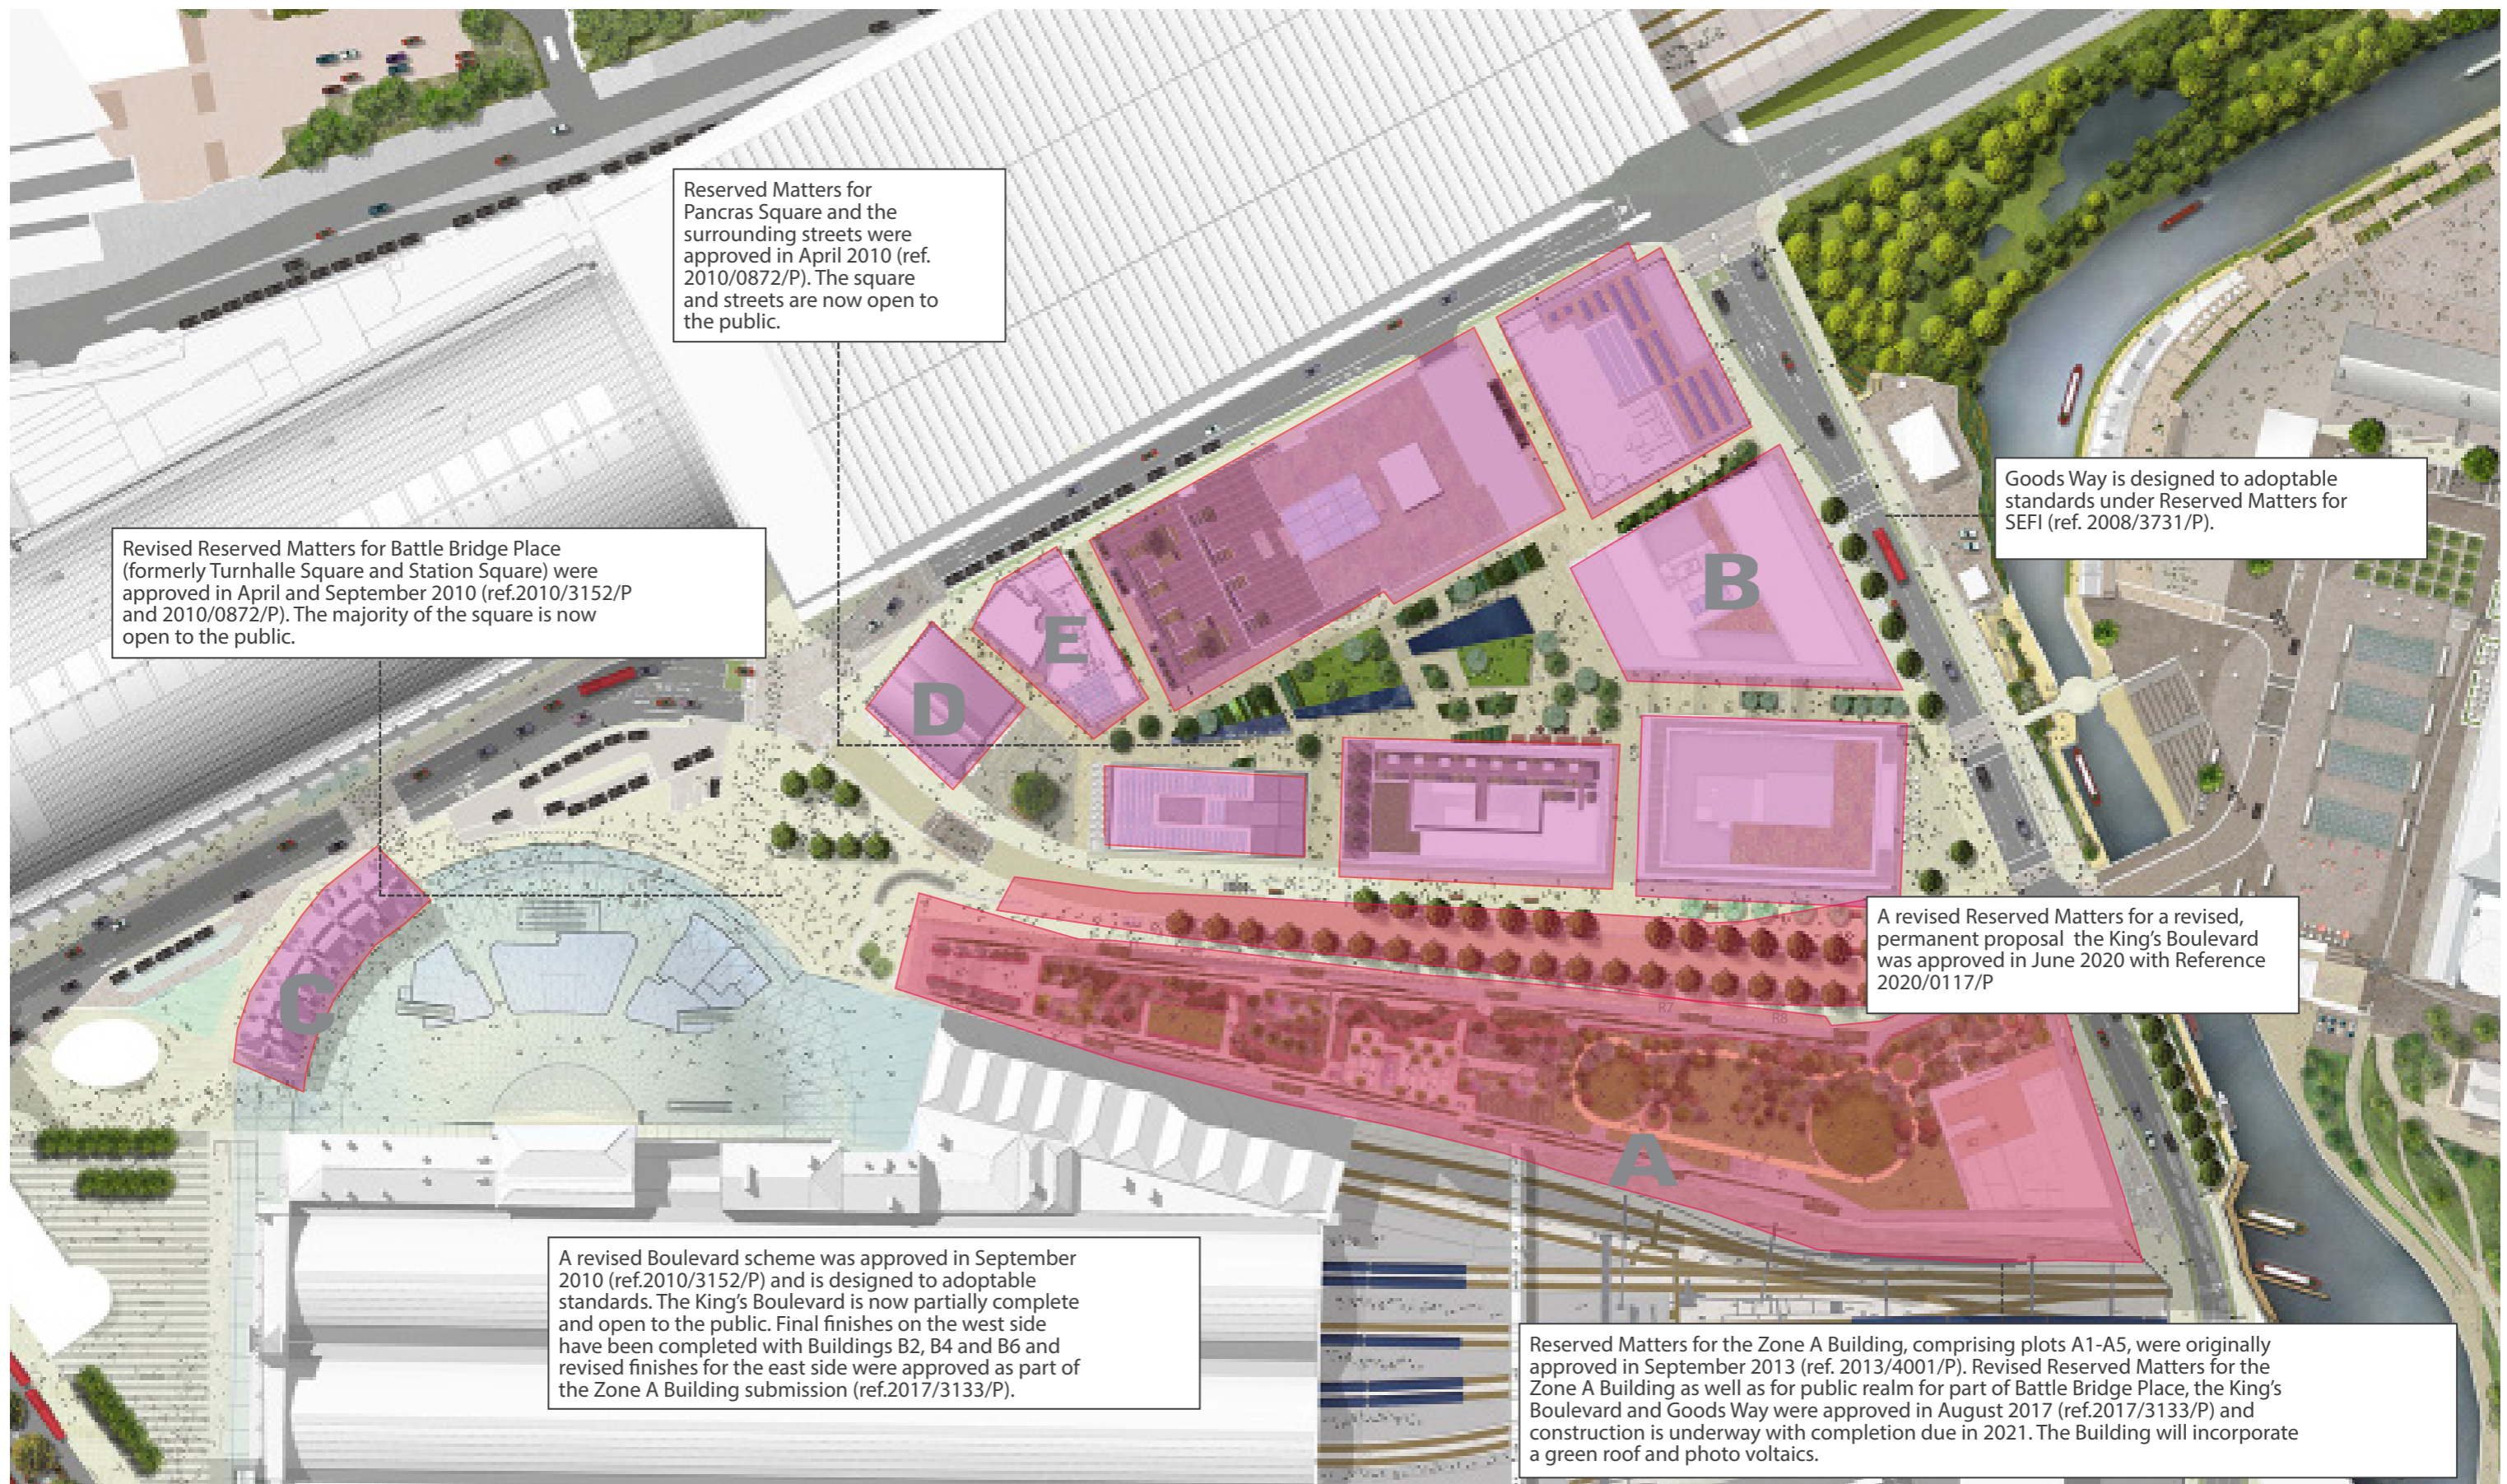 Reserved Matters for
Pancras Square and the
surrounding streets were
approved in April 2010 (ref.
2010/0872/P). The square
and streets are now open to
the public.
Goods Way is designed to adoptable
standards under Reserved Matters for
SEFI (ref. 2008/3731/P).
Revised Reserved Matters for Battle Bridge Place
(formerly Turnhalle Square and Station Square) were
approved in April and September 2010 (ref.2010/3152/P
and 2010/0872/P). The majority of the square is now
open to the public.
B
E
D
A revised Reserved Matters for a revised,
permanent proposal  the King's Boulevard
was approved in June 2020 with Reference
2020/0117/P
C
R7
R8
A
A revised Boulevard scheme was approved in September
2010 (ref.2010/3152/P) and is designed to adoptable
standards. The King's Boulevard is now partially complete
and open to the public. Final finishes on the west side
have been completed with Buildings B2, B4 and B6 and
revised finishes for the east side were approved as part of
the Zone A Building submission (ref.2017/3133/P).
Reserved Matters for the Zone A Building, comprising plots A1-A5, were originally
approved in September 2013 (ref. 2013/4001/P). Revised Reserved Matters for the
Zone A Building as well as for public realm for part of Battle Bridge Place, the King's
Boulevard and Goods Way were approved in August 2017 (ref.2017/3133/P) and
construction is underway with completion due in 2021. The Building will incorporate
a green roof and photo voltaics.